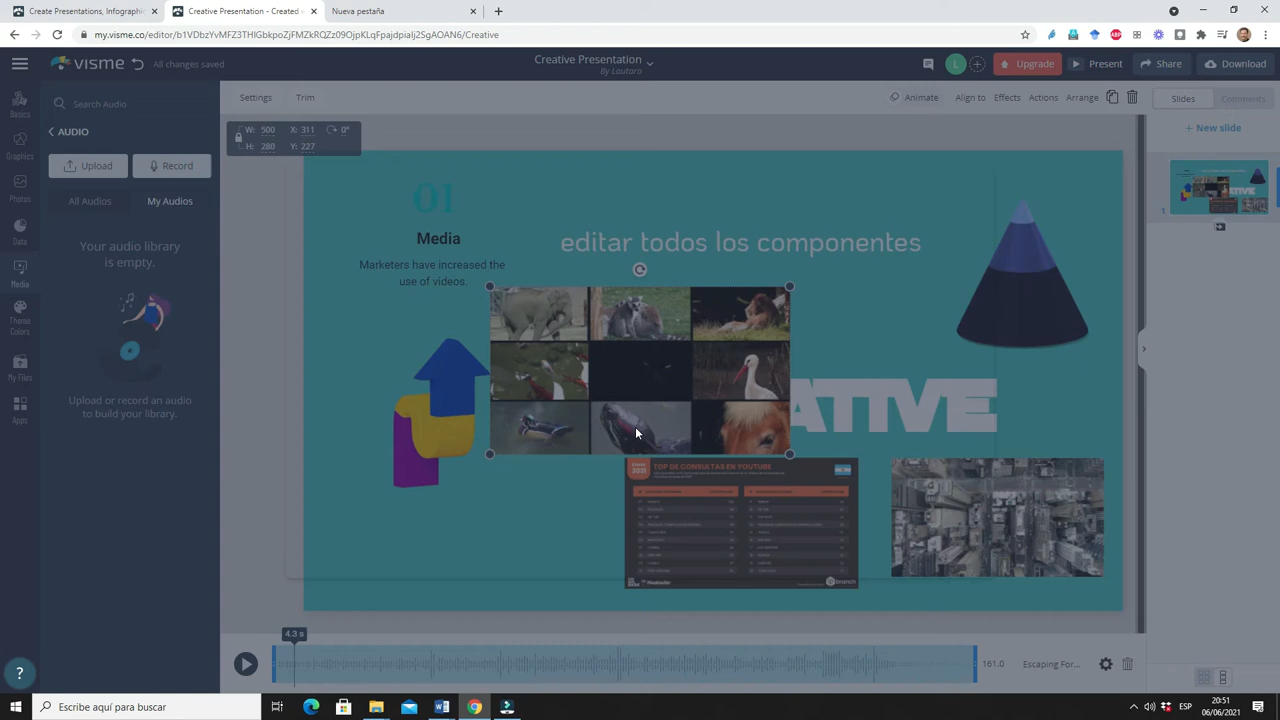 Create Presentations, Infographic
Creative Presentation - Created v
Nueva pestaña
my.visme.co/editor/b1VDbzYvMFZ3THlGbkpoZjFMZkRQZz09OjpKLqFpajdpialj2SgAOAN6/Creative
visme
All changes saved
Creative Presentation
By Lautaro
L
Upgrade
Present
Share
Download
Basics
Graphics
Photos
Data
Media
Theme Colors
My Files
Apps
Search Audio
AUDIO
Upload
Record
All Audios
My Audios
Your audio library
is empty.
Upload or record an audio
to build your library.
Settings
Trim
Animate
Align to
Effects
Actions
Arrange
W: 500
X: 311
0°
H: 280
Y: 227
Slides
Comments
+ New slide
1
01
Media
Marketers have increased the
use of videos.
editar todos los componentes
ATIVE
2021
TOP DE CONSULTAS EN YOUTUBE
branch
4.3 s
161.0
Escaping For...
?
Escribe aquí para buscar
ESP
20:51
06/06/2021